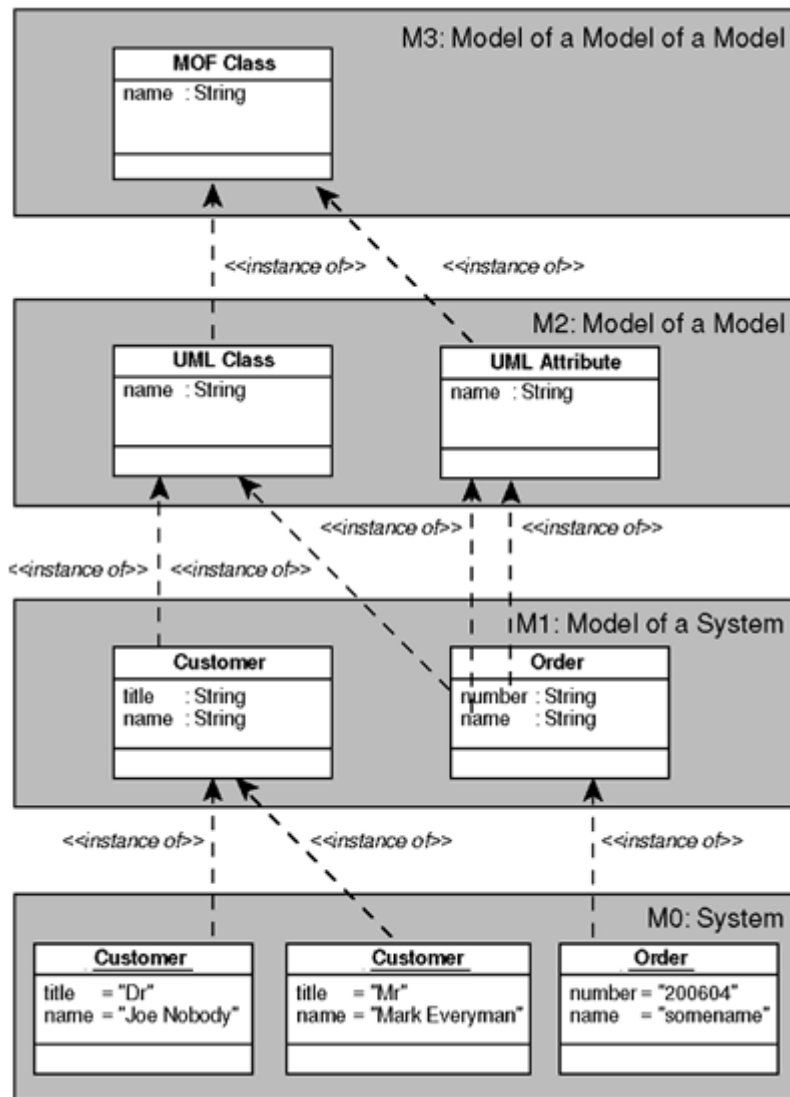 M3: Model of a Model of a Model
MOF Class
name : String
<<instance of>>
<<instance of>>
M2: Model of a Model
UML Class
name : String
UML Attribute
name : String
<<instance of>>
<<instance of>>
<<instance of>>
<<instance of>>
M1: Model of a System
Customer
title : String
name : String
Order
number : String
name : String
<<instance of>>
<<instance of>>
<<instance of>>
M0: System
Customer
title = "Dr"
name = "Joe Nobody"
Customer
title = "Mr"
name = "Mark Everyman"
Order
number = "200604"
name = "somename"